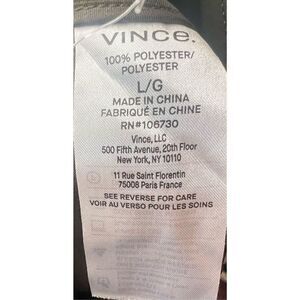 VINCE.
100% POLYESTER/
POLYESTER
L/G
MADE IN CHINA
FABRIQUÉ EN CHINE
RN#106730
Vince, LLC
500 Fifth Avenue, 20th Floor
New York, NY 10110
11 Rue Saint Florentin
75008 Paris France
SEE REVERSE FOR CARE
VOIR AU VERSO POUR LES SOINS